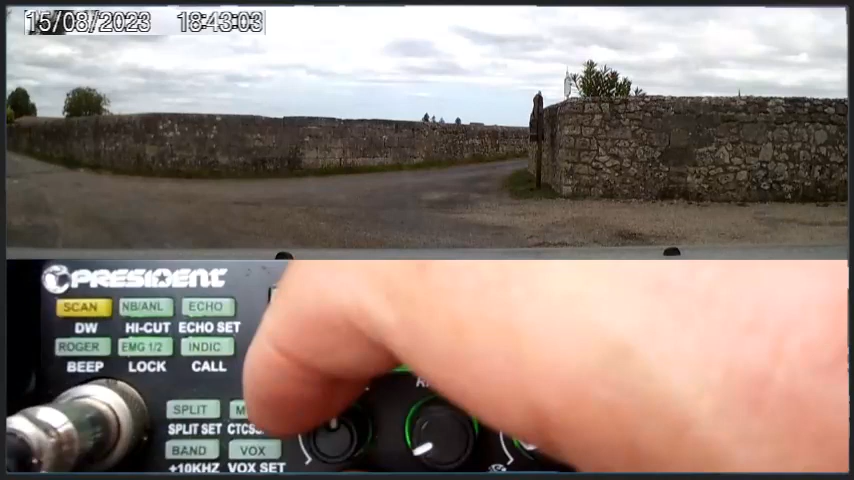 15/08/2023 18:43:03
PRESIDENT
SCAN NB/ANL ECHO
DW HI-CUT ECHO SET
ROGER EMG 1/2 INDIC
BEEP LOCK CALL
SPLIT
SPLIT SET
BAND VOX
+10KHZ VOX SET